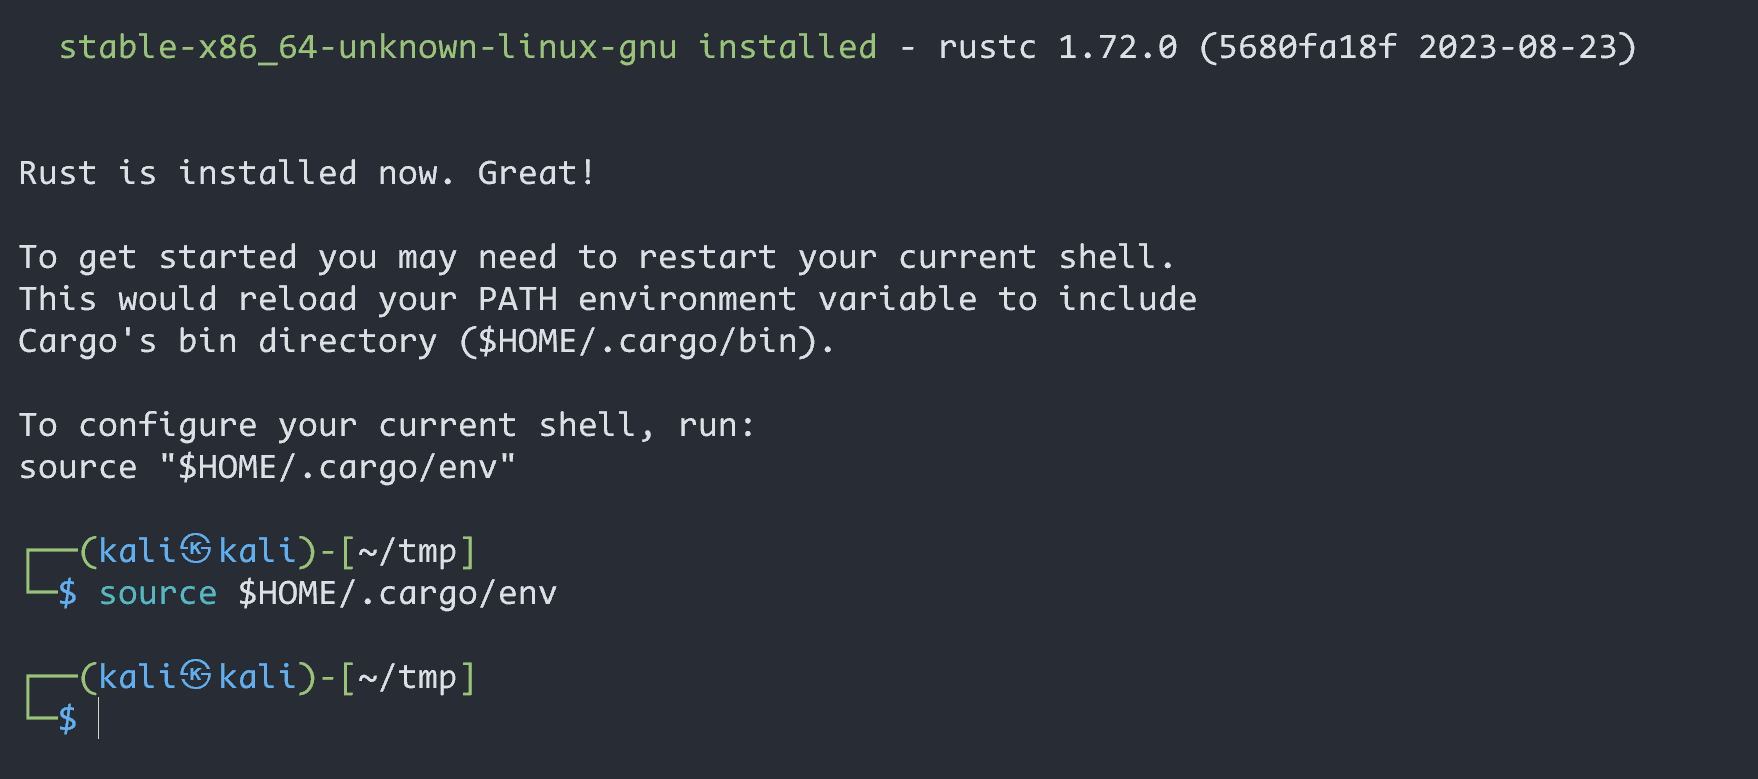 stable-x86_64-unknown-linux-gnu installed - rustc 1.72.0 (5680fa18f 2023-08-23)
Rust is installed now. Great!
To get started you may need to restart your current shell.
This would reload your PATH environment variable to include
Cargo's bin directory ($HOME/.cargo/bin).
To configure your current shell, run:
source "$HOME/.cargo/env"
┌──(kali㉿kali)-[~/tmp]
└─$ source $HOME/.cargo/env
┌──(kali㉿kali)-[~/tmp]
└─$